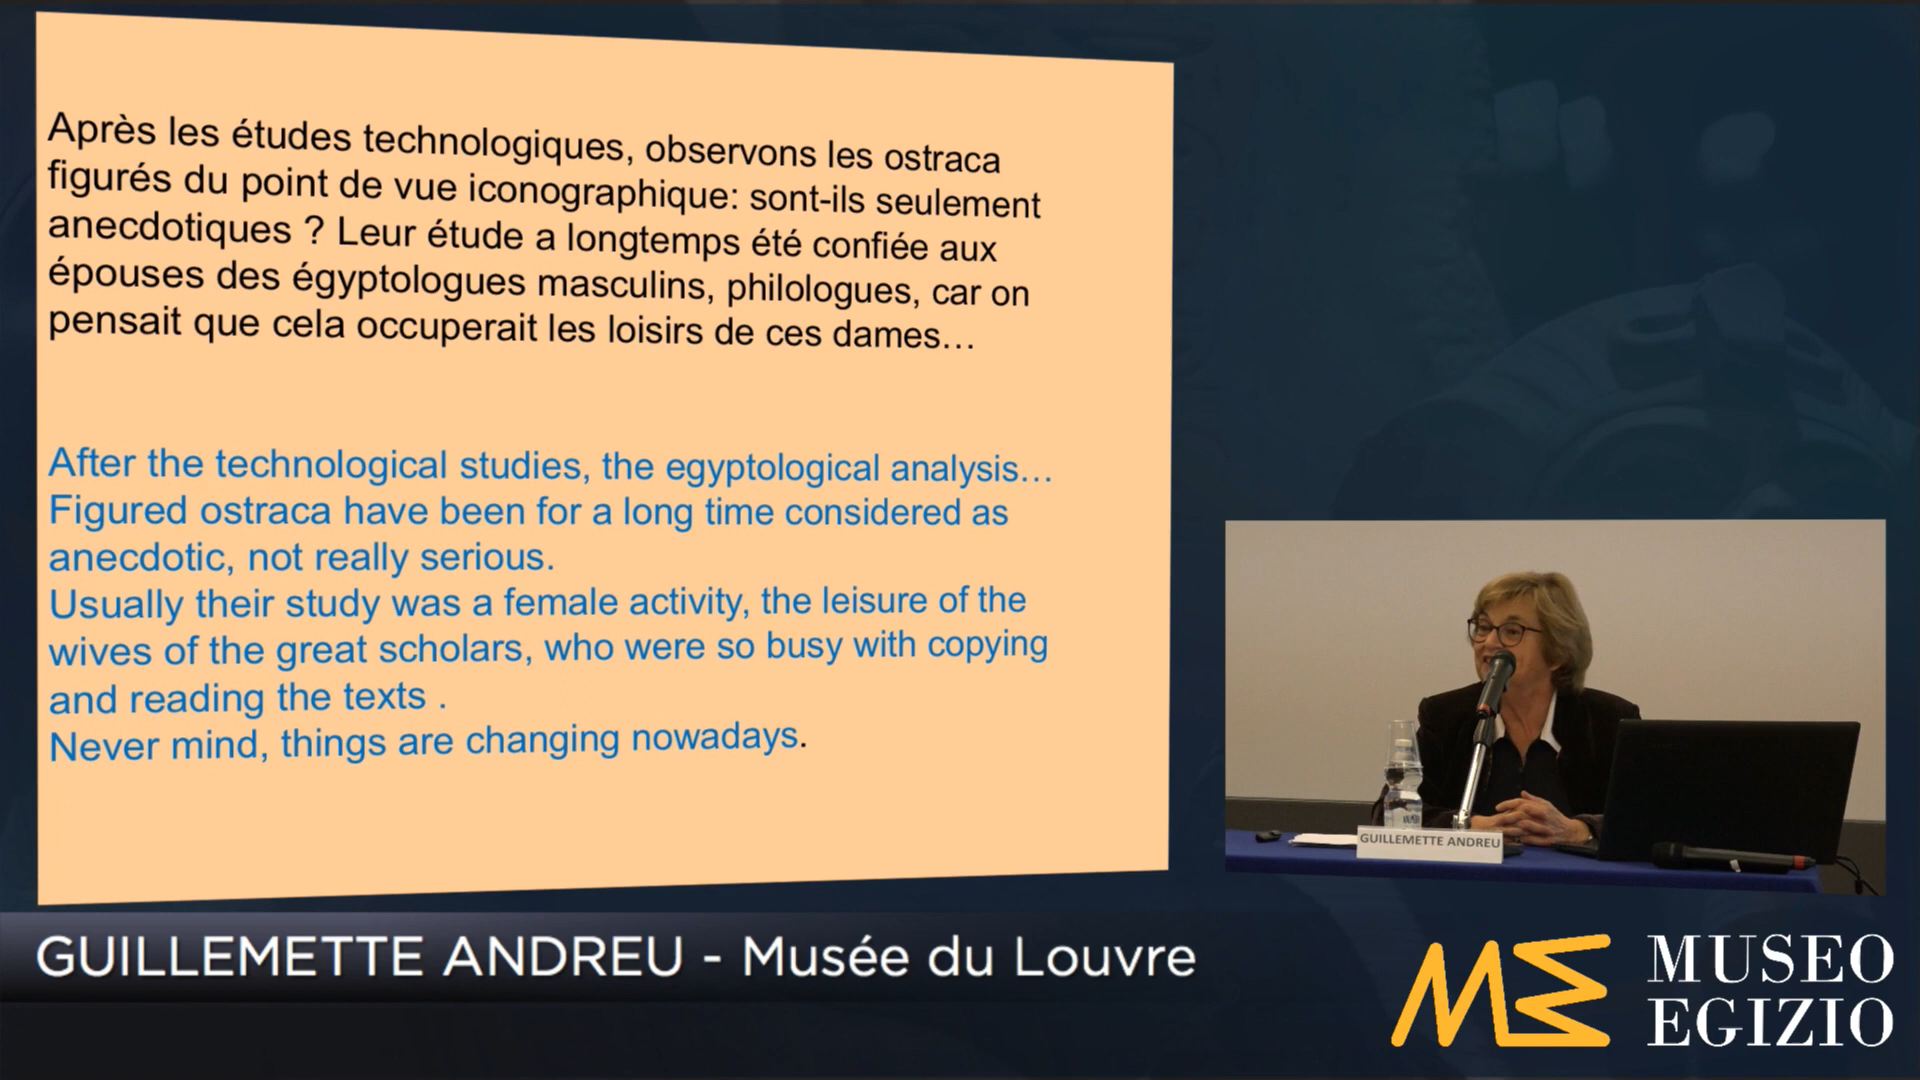 Après les études technologiques, observons les ostraca
figurés du point de vue iconographique: sont-ils seulement
anecdotiques ? Leur étude a longtemps été confiée aux
épouses des égyptologues masculins, philologues, car on
pensait que cela occuperait les loisirs de ces dames…
After the technological studies, the egyptological analysis…
Figured ostraca have been for a long time considered as
anecdotic, not really serious.
Usually their study was a female activity, the leisure of the
wives of the great scholars, who were so busy with copying
and reading the texts .
Never mind, things are changing nowadays.
GUILLEMETTE ANDREU
GUILLEMETTE ANDREU - Musée du Louvre
ME MUSEO
EGIZIO